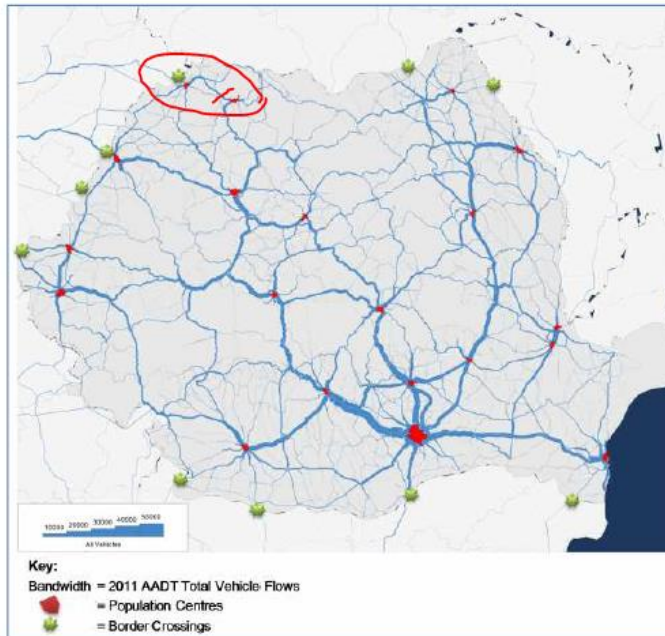 10000 20000 30000 40000 50000
All Vehicles
Key:
Bandwidth = 2011 AADT Total Vehicle Flows
= Population Centres
= Border Crossings